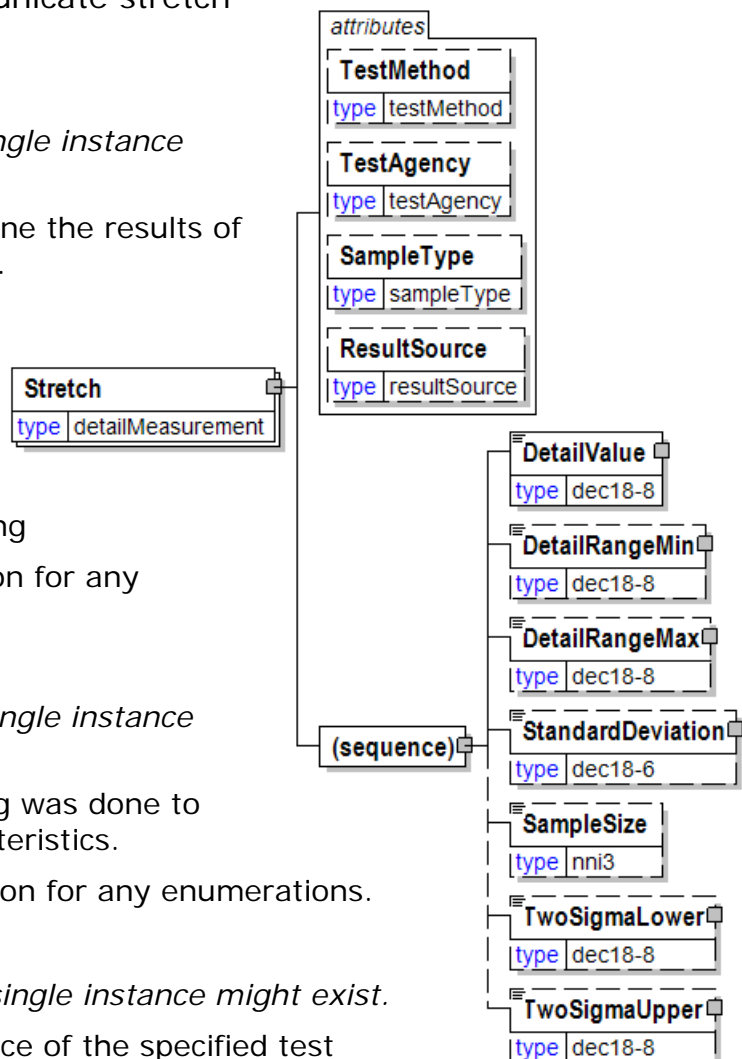 unicate stretch
ngle instance
ne the results of
.
ng
on for any
ngle instance
g was done to
teristics.
on for any enumerations.
single instance might exist.
ce of the specified test
attributes
TestMethod
type testMethod
TestAgency
type testAgency
SampleType
type sampleType
ResultSource
type resultSource
Stretch
type detailMeasurement
(sequence)
DetailValue
type dec18-8
DetailRangeMin
type dec18-8
DetailRangeMax
type dec18-8
StandardDeviation
type dec18-6
SampleSize
type nni3
TwoSigmaLower
type dec18-8
TwoSigmaUpper
type dec18-8